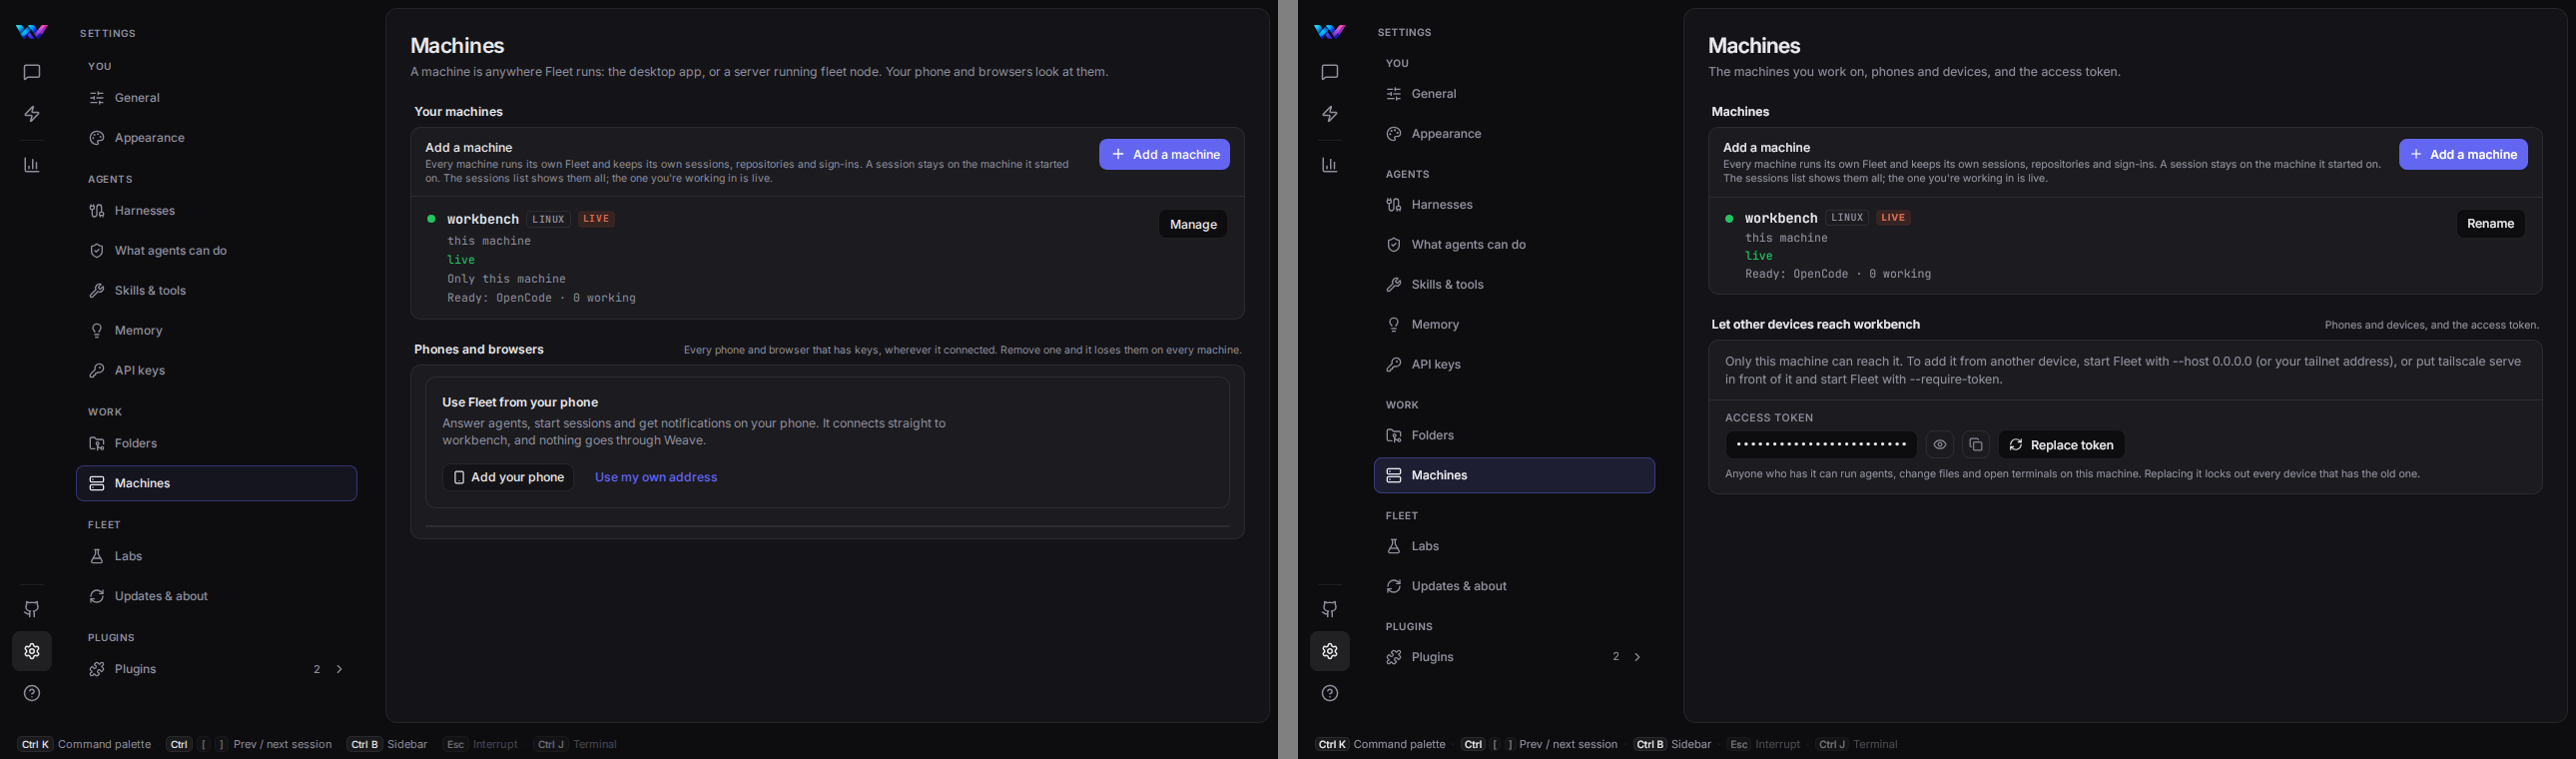 SETTINGS
YOU
General
Appearance
AGENTS
Harnesses
What agents can do
Skills & tools
Memory
API keys
WORK
Folders
Machines
FLEET
Labs
Updates & about
PLUGINS
Plugins 2
Machines
A machine is anywhere Fleet runs: the desktop app, or a server running fleet node. Your phone and browsers look at them.
Your machines
Add a machine
Every machine runs its own Fleet and keeps its own sessions, repositories and sign-ins. A session stays on the machine it started
on. The sessions list shows them all; the one you're working in is live.
Add a machine
workbench LINUX LIVE
this machine
live
Only this machine
Ready: OpenCode · 0 working
Manage
Phones and browsers
Every phone and browser that has keys, wherever it connected. Remove one and it loses them on every machine.
Use Fleet from your phone
Answer agents, start sessions and get notifications on your phone. It connects straight to
workbench, and nothing goes through Weave.
Add your phone
Use my own address
Ctrl K Command palette Ctrl [ ] Prev / next session Ctrl B Sidebar Esc Interrupt Ctrl J Terminal
SETTINGS
YOU
General
Appearance
AGENTS
Harnesses
What agents can do
Skills & tools
Memory
API keys
WORK
Folders
Machines
FLEET
Labs
Updates & about
PLUGINS
Plugins 2
Machines
The machines you work on, phones and devices, and the access token.
Machines
Add a machine
Every machine runs its own Fleet and keeps its own sessions, repositories and sign-ins. A session stays on the machine it started on.
The sessions list shows them all; the one you're working in is live.
Add a machine
workbench LINUX LIVE
this machine
live
Ready: OpenCode · 0 working
Rename
Let other devices reach workbench
Phones and devices, and the access token.
Only this machine can reach it. To add it from another device, start Fleet with --host 0.0.0.0 (or your tailnet address), or put tailscale serve
in front of it and start Fleet with --require-token.
ACCESS TOKEN
Replace token
Anyone who has it can run agents, change files and open terminals on this machine. Replacing it locks out every device that has the old one.
Ctrl K Command palette Ctrl [ ] Prev / next session Ctrl B Sidebar Esc Interrupt Ctrl J Terminal